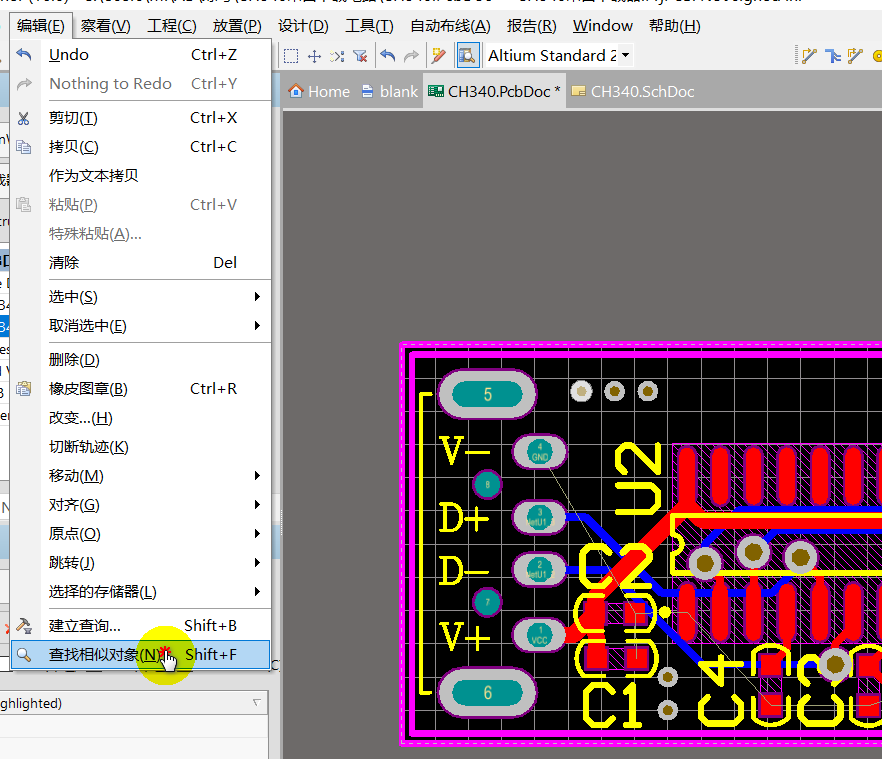 编辑(E) 察看(V) 工程(C) 放置(P) 设计(D) 工具(T) 自动布线(A) 报告(R) Window 帮助(H)
Undo Ctrl+Z
Nothing to Redo Ctrl+Y
剪切(T) Ctrl+X
拷贝(C) Ctrl+C
作为文本拷贝
粘贴(P) Ctrl+V
特殊粘贴(A)...
清除 Del
选中(S)
取消选中(E)
删除(D)
橡皮图章(B) Ctrl+R
改变...(H)
切断轨迹(K)
移动(M)
对齐(G)
原点(O)
跳转(J)
选择的存储器(L)
建立查询... Shift+B
查找相似对象(N) Shift+F
ghlighted)
Altium Standard 2
Home blank CH340.PcbDoc * CH340.SchDoc
5
V-
4
GND
8
U2
D+
3
C2
D-
2
7
V+
1
VCC
6
C1
C4
C3